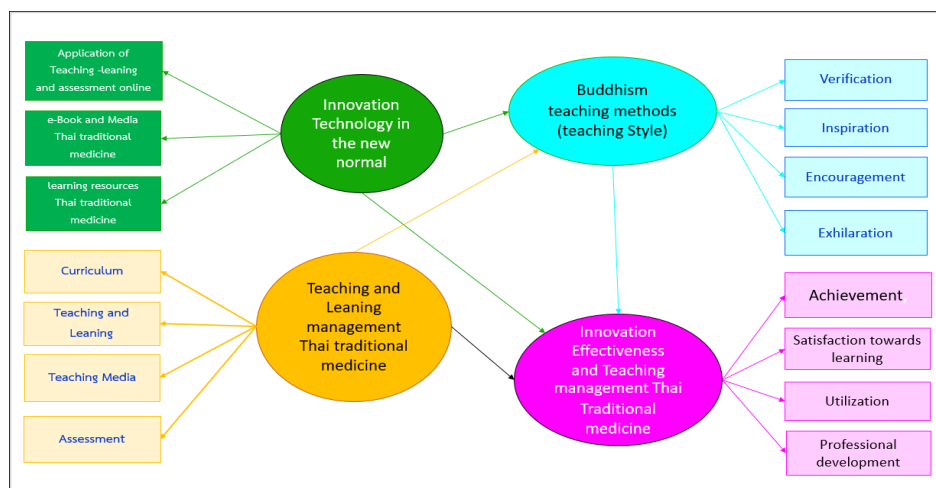 Application of
Teaching -leaning
and assessment online
e-Book and Media
Thai traditional
medicine
learning resources
Thai traditional
medicine
Innovation
Technology in
the new
normal
Buddhism
teaching methods
(teaching Style)
Verification
Inspiration
Encouragement
Exhilaration
Curriculum
Teaching and
Leaning
Teaching Media
Assessment
Teaching and
Leaning
management
Thai traditional
medicine
Innovation
Effectiveness
and Teaching
management Thai
Traditional
medicine
Achievement
Satisfaction towards
learning
Utilization
Professional
development